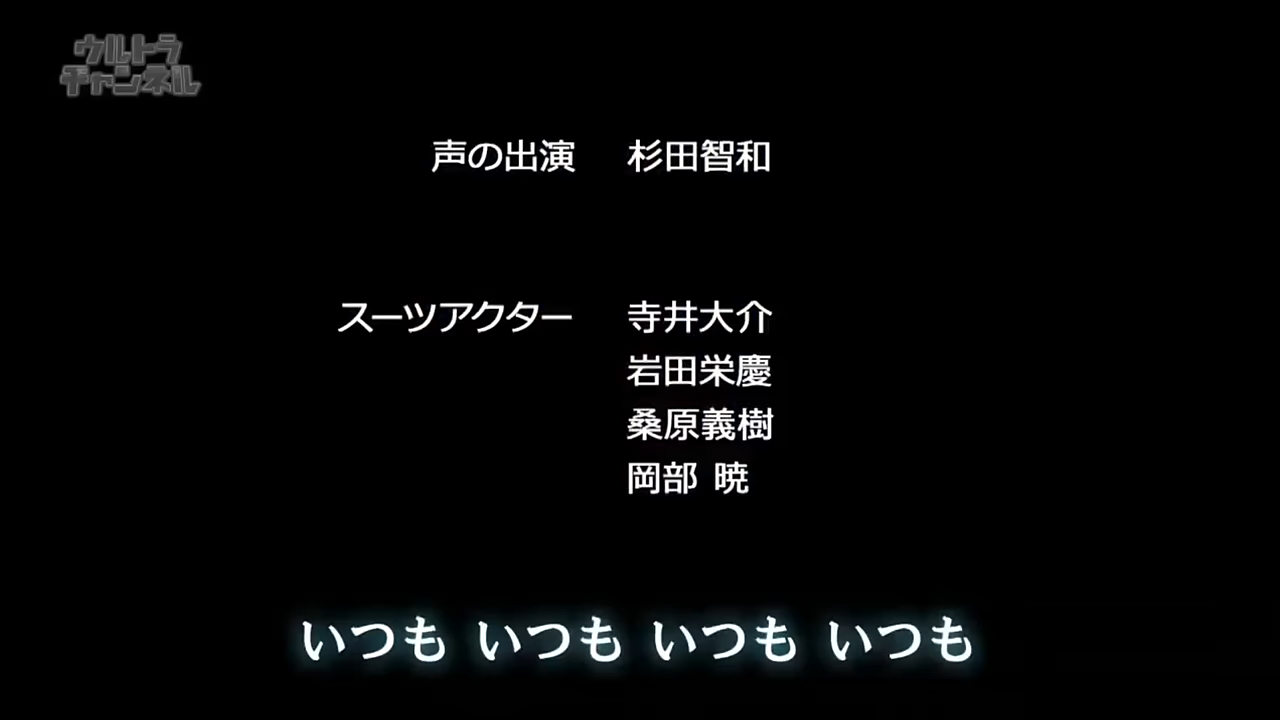 ウルトラ
チャンネル
声の出演 杉田智和
スーツアクター 寺井大介
岩田栄慶
桑原義樹
岡部 暁
いつも いつも いつも いつも